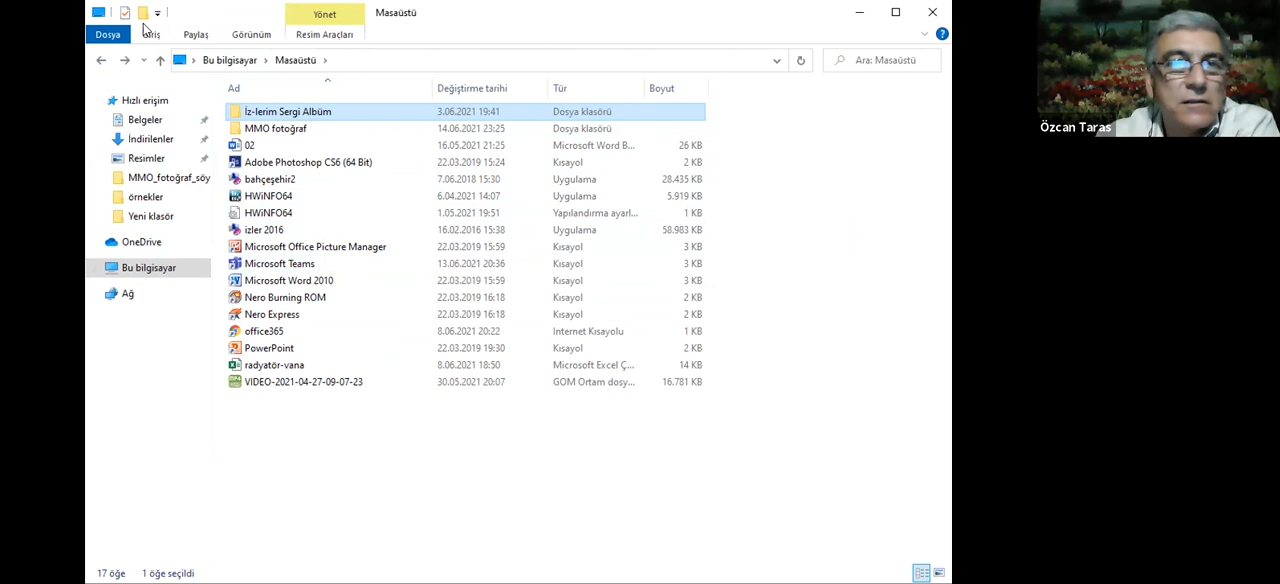 Yönet
Masaüstü
Dosya
Giriş
Paylaş
Görünüm
Resim Araçları
Bu bilgisayar
Masaüstü
Ara: Masaüstü
Ad
Değiştirme tarihi
Tür
Boyut
Hızlı erişim
Belgeler
İndirilenler
Resimler
MMO_fotoğraf_söy
örnekler
Yeni klasör
OneDrive
Bu bilgisayar
Ağ
İz-lerim Sergi Albüm 3.06.2021 19:41 Dosya klasörü
MMO fotoğraf 14.06.2021 23:25 Dosya klasörü
02 16.05.2021 21:25 Microsoft Word B... 26 KB
Adobe Photoshop CS6 (64 Bit) 22.03.2019 15:24 Kısayol 2 KB
bahçeşehir2 7.06.2018 15:30 Uygulama 28.435 KB
HWiNFO64 6.04.2021 14:07 Uygulama 5.919 KB
HWiNFO64 1.05.2021 19:51 Yapılandırma ayarl... 1 KB
izler 2016 16.02.2016 15:38 Uygulama 58.983 KB
Microsoft Office Picture Manager 22.03.2019 15:59 Kısayol 3 KB
Microsoft Teams 13.06.2021 20:36 Kısayol 3 KB
Microsoft Word 2010 22.03.2019 15:59 Kısayol 3 KB
Nero Burning ROM 22.03.2019 16:18 Kısayol 2 KB
Nero Express 22.03.2019 16:18 Kısayol 2 KB
office365 8.06.2021 20:22 Internet Kısayolu 1 KB
PowerPoint 22.03.2019 19:30 Kısayol 2 KB
radyatör-vana 8.06.2021 18:50 Microsoft Excel Ç... 14 KB
VIDEO-2021-04-27-09-07-23 30.05.2021 20:07 GOM Ortam dosy... 16.781 KB
17 öğe
1 öğe seçildi
Özcan Taras